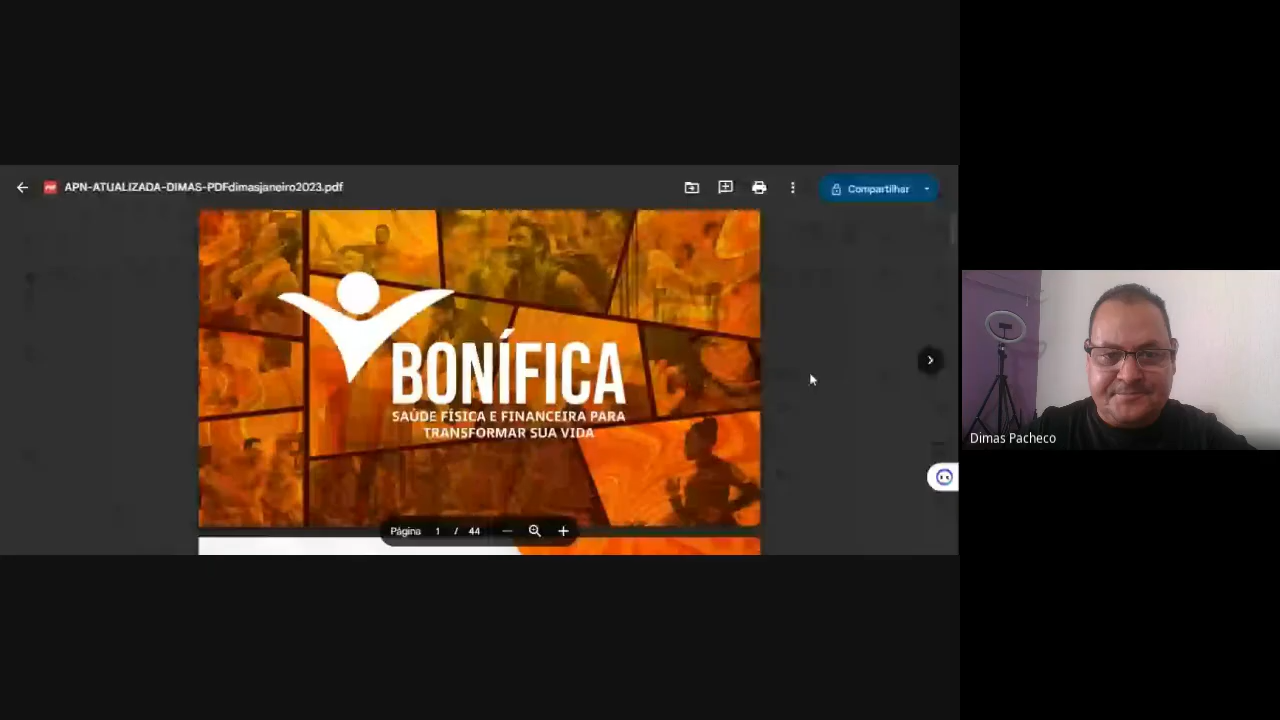 APN-ATUALIZADA-DIMAS-PDFdimasjaneiro2023.pdf
Compartilhar
BONÍFICA
SAÚDE FÍSICA E FINANCEIRA PARA
TRANSFORMAR SUA VIDA
Página 1 / 44
Dimas Pacheco